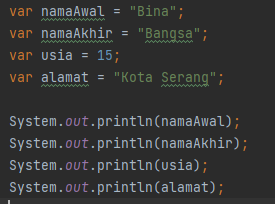 var namaAwal = "Bina";
var namaAkhir = "Bangsa";
var usia = 15;
var alamat = "Kota Serang";
System.out.println(namaAwal);
System.out.println(namaAkhir);
System.out.println(usia);
System.out.println(alamat);